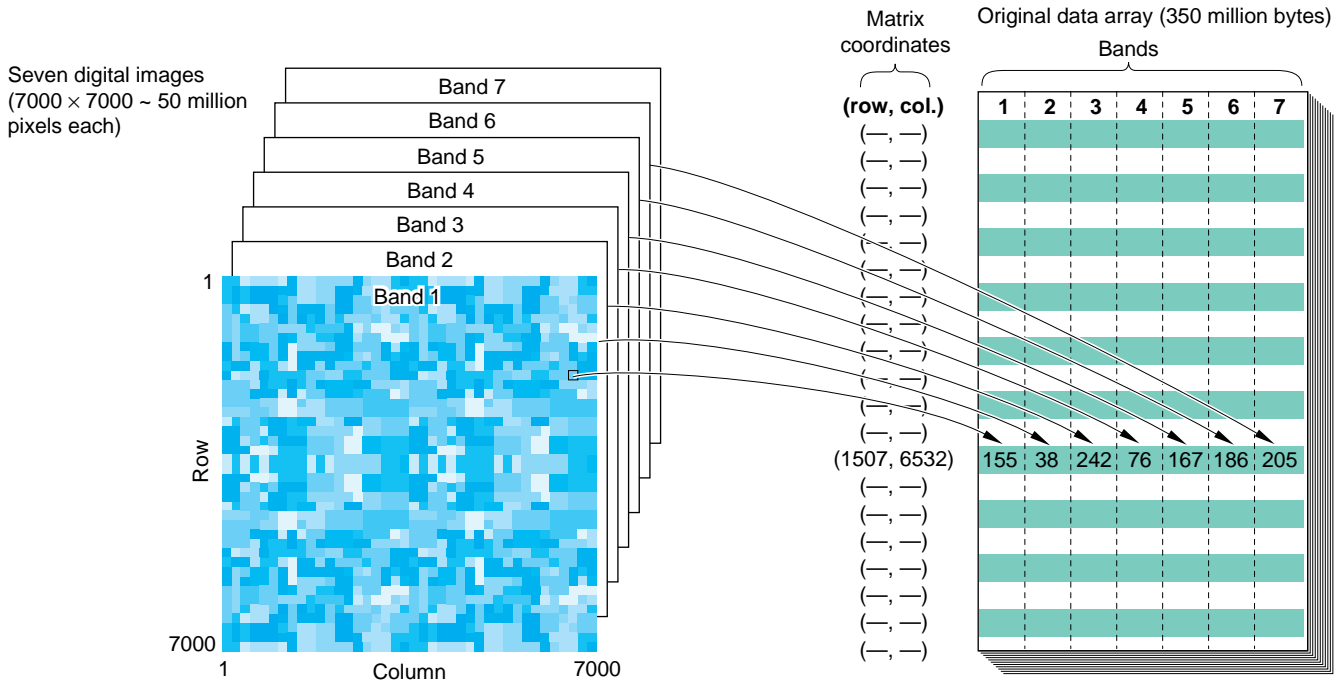 Seven digital images
(7000 × 7000 ~ 50 million
pixels each)
Band 7
Band 6
Band 5
Band 4
Band 3
Band 2
Band 1
1
Row
7000
1
Column
7000
Matrix
coordinates
(row, col.)
(—, —)
(—, —)
(—, —)
(—, —)
(—, —)
(—, —)
(—, —)
(—, —)
(—, —)
(—, —)
(—, —)
(—, —)
(1507, 6532)
(—, —)
(—, —)
(—, —)
(—, —)
(—, —)
(—, —)
(—, —)
Original data array (350 million bytes)
Bands
1 2 3 4 5 6 7
155 38 242 76 167 186 205